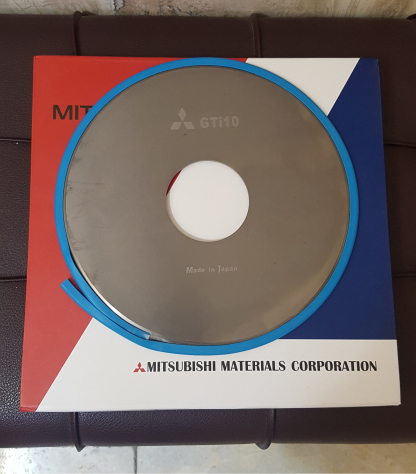 MIT
GTi10
Made in Japan
MITSUBISHI MATERIALS CORPORATION